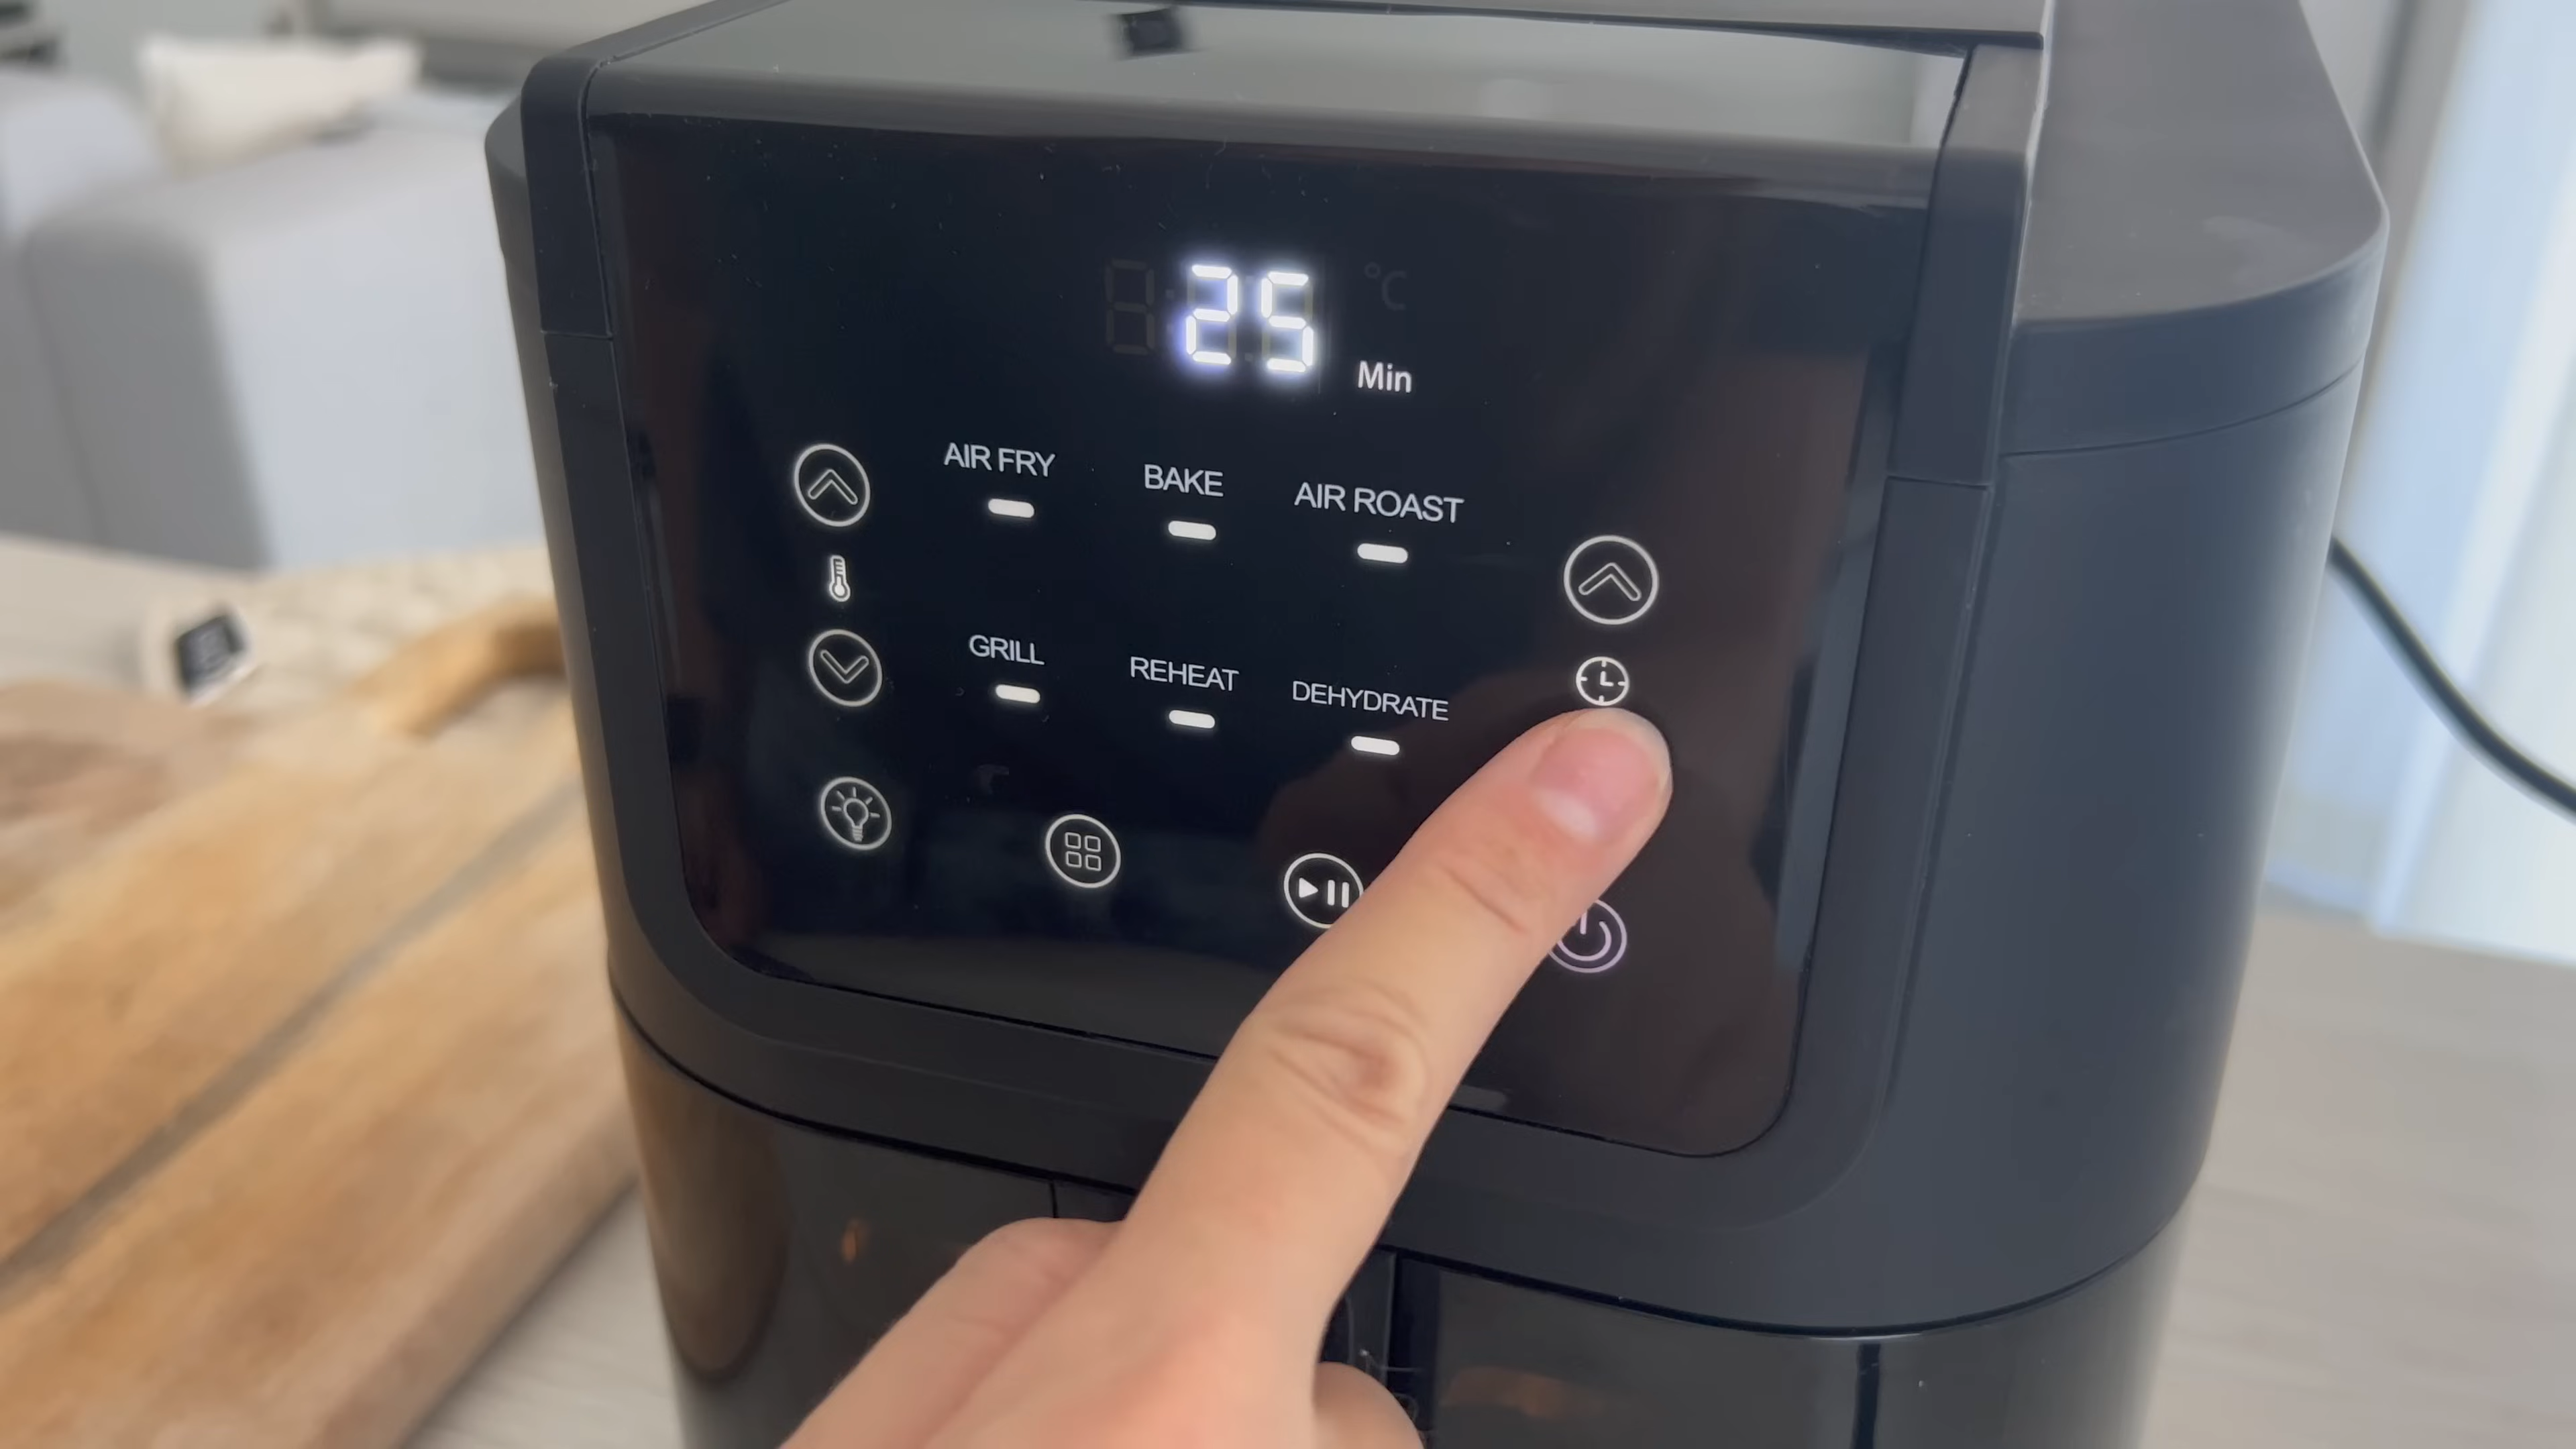 25
Min
AIR FRY
BAKE
AIR ROAST
GRILL
REHEAT
DEHYDRATE